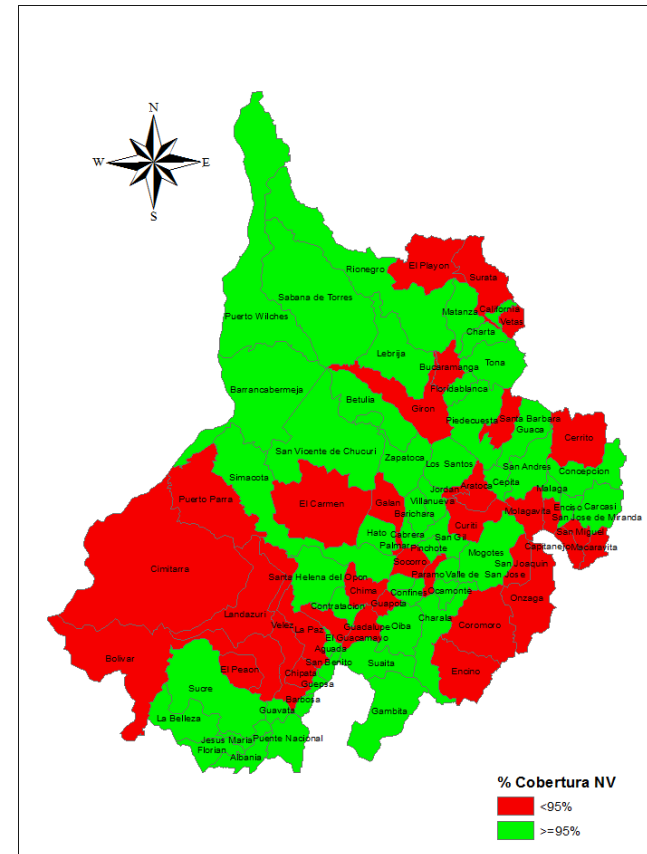 N
W
E
S
El Playon
Rionegro
Surata
Sabana de Torres
California
Matanza
Puerto Wilches
Vetas
Charta
Lebrija
Tona
Bucaramanga
Barrancabermeja
Floridablanca
Betulia
Giron
Santa Barbara
Piedecuesta
Guaca
Cerrito
San Vicente de Chucuri
Zapatoca
Los Santos
San Andres
Concepcion
Simacota
Cepita
Jordan
Aratoca
Malaga
Puerto Parra
El Carmen
Galan
Villanueva
Enciso
Carcasi
Barichara
Molagavita
San Jose de Miranda
Hato
Cabrera
San Gil
Curiti
San Miguel
Palmar
Pinchote
Capitanejo
Macaravita
Mogotes
Socorro
San Joaquin
Cimitarra
Paramo
Valle de San Jose
Santa Helena del Opon
Chima
Confines
Ocamonte
Onzaga
Contratacion
Guapota
Landazuri
Charala
Velez
La Paz
Guadalupe
Oiba
Coromoro
El Guacamayo
Aguada
Bolivar
San Benito
Suaita
El Peñon
Chipata
Encino
Guepsa
Sucre
Barbosa
Guavata
Gambita
La Belleza
Jesus Maria
Puente Nacional
Florian
Albania
% Cobertura NV
<95%
>=95%